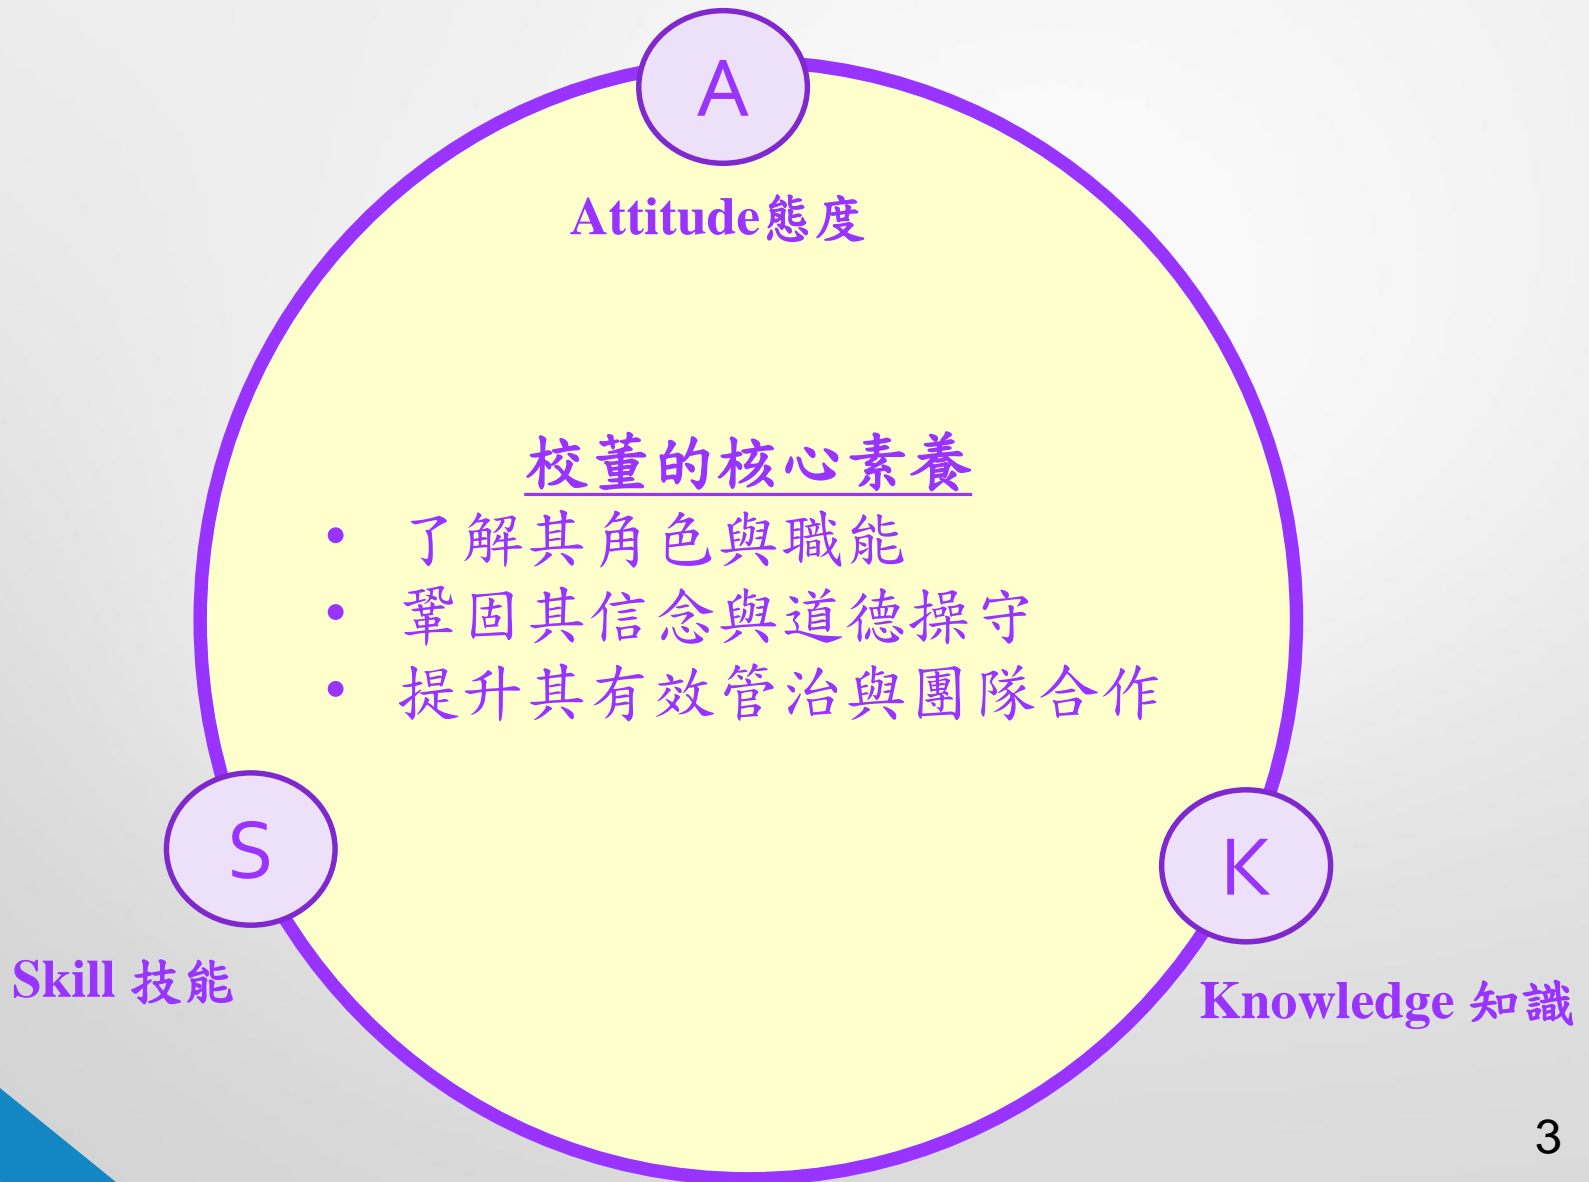 A
Attitude態度
校董的核心素養
• 了解其角色與職能
• 鞏固其信念與道德操守
• 提升其有效管治與團隊合作
S
K
Skill 技能
Knowledge 知識
3